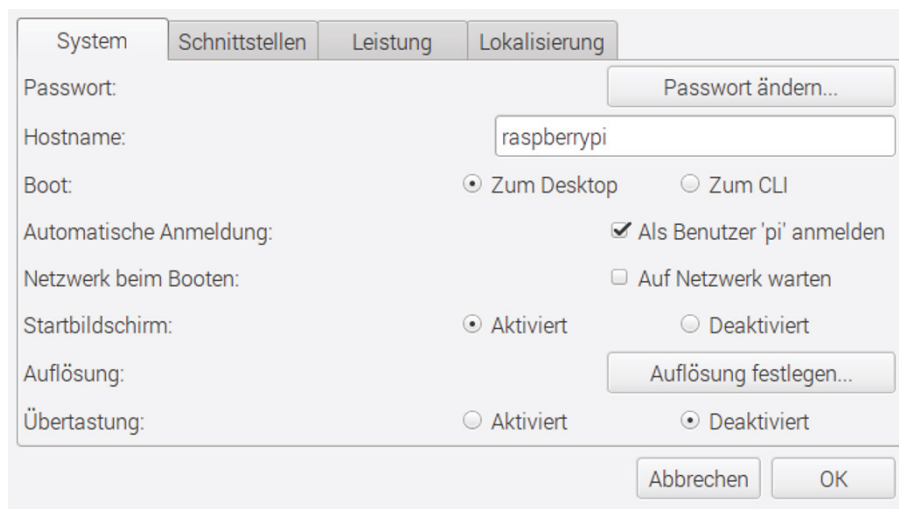 System Schnittstellen Leistung Lokalisierung
Passwort: Passwort ändern...
Hostname: raspberrypi
Boot: Zum Desktop Zum CLI
Automatische Anmeldung: Als Benutzer 'pi' anmelden
Netzwerk beim Booten: Auf Netzwerk warten
Startbildschirm: Aktiviert Deaktiviert
Auflösung: Auflösung festlegen...
Übertastung: Aktiviert Deaktiviert
Abbrechen OK